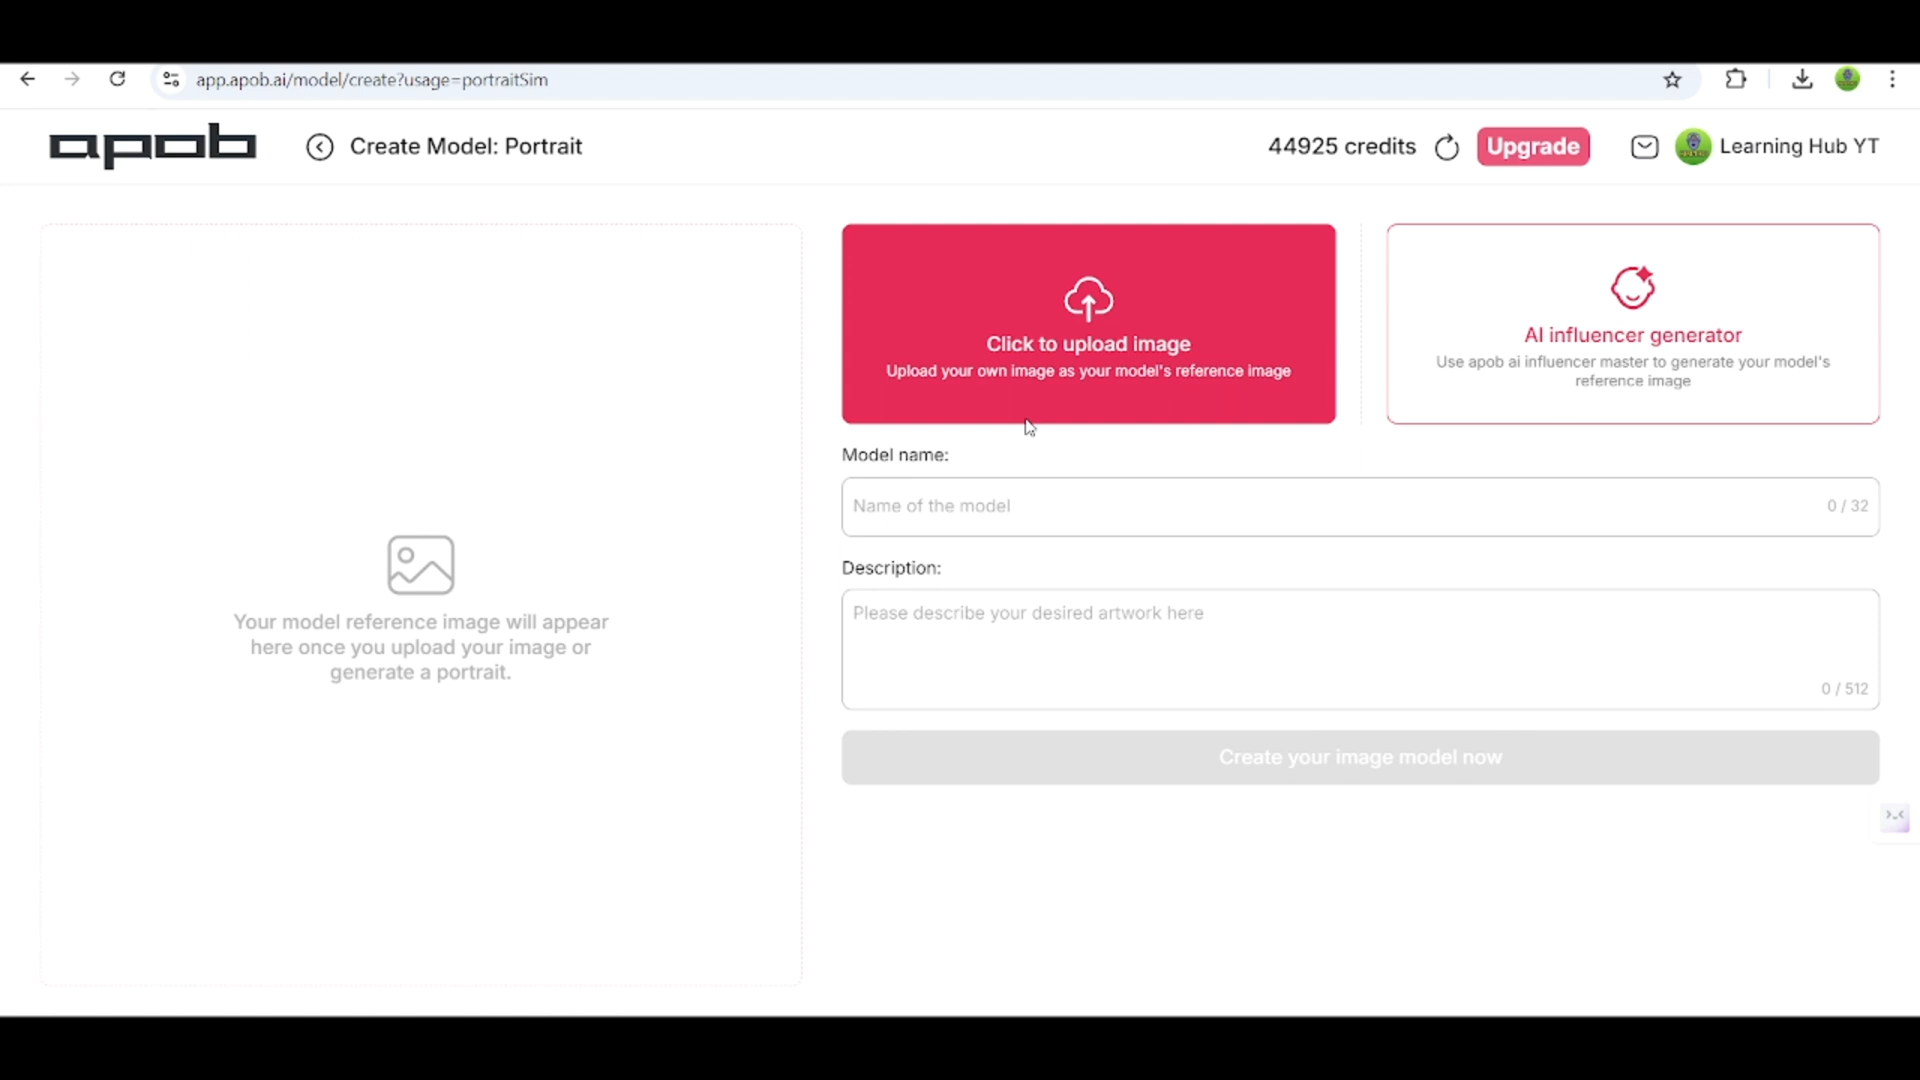 app.apob.ai/model/create?usage=portraitSim
apob
Create Model: Portrait
44925 credits
Upgrade
Learning Hub YT
Click to upload image
Upload your own image as your model's reference image
AI influencer generator
Use apob ai influencer master to generate your model's
reference image
Model name:
Name of the model
0 / 32
Description:
Please describe your desired artwork here
0 / 512
Your model reference image will appear
here once you upload your image or
generate a portrait.
Create your image model now